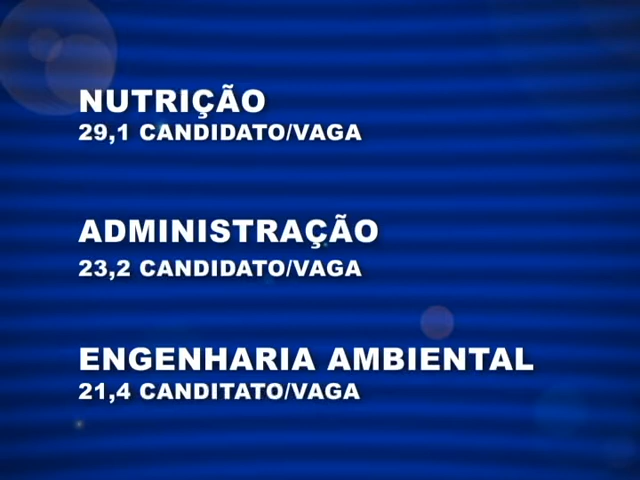 NUTRIÇÃO
29,1 CANDIDATO/VAGA
ADMINISTRAÇÃO
23,2 CANDIDATO/VAGA
ENGENHARIA AMBIENTAL
21,4 CANDITATO/VAGA